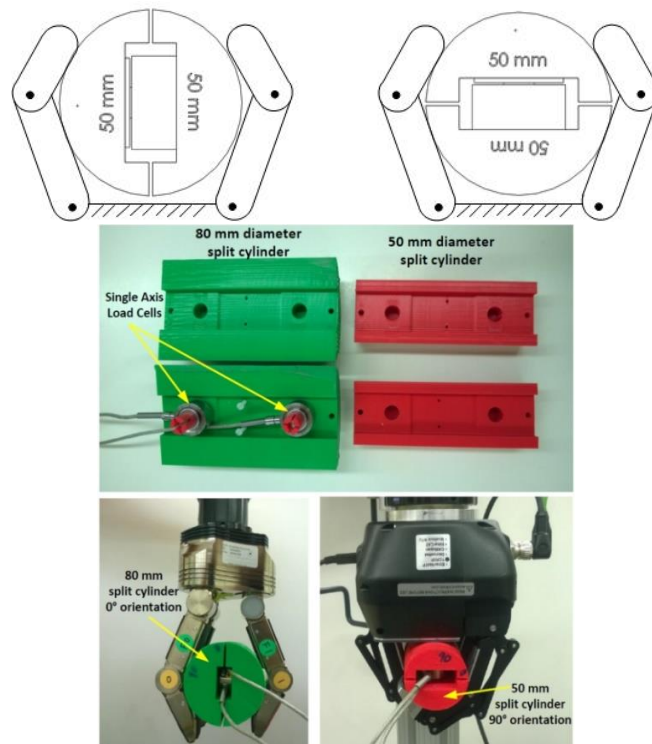 50 mm
50 mm
50 mm
50 mm
80 mm diameter
split cylinder
50 mm diameter
split cylinder
Single Axis
Load Cells
80 mm
split cylinder
0° orientation
50 mm
split cylinder
90° orientation